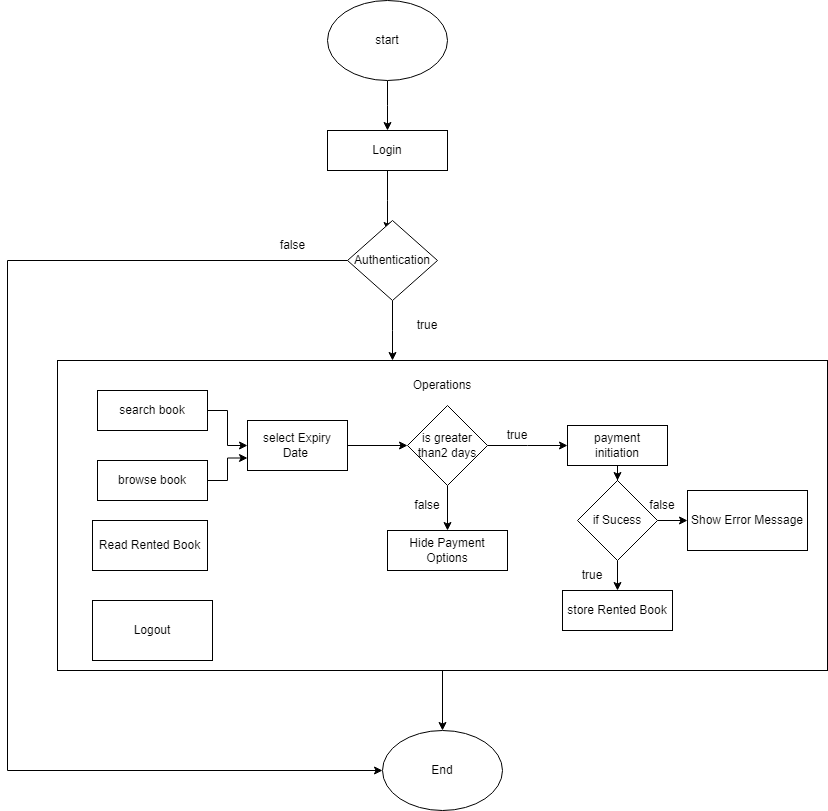 start
Login
false
Authentication
true
Operations
search book
browse book
select Expiry
Date
is greater
than2 days
true
payment
initiation
false
Hide Payment
Options
if Sucess
false
Show Error Message
true
store Rented Book
Read Rented Book
Logout
End